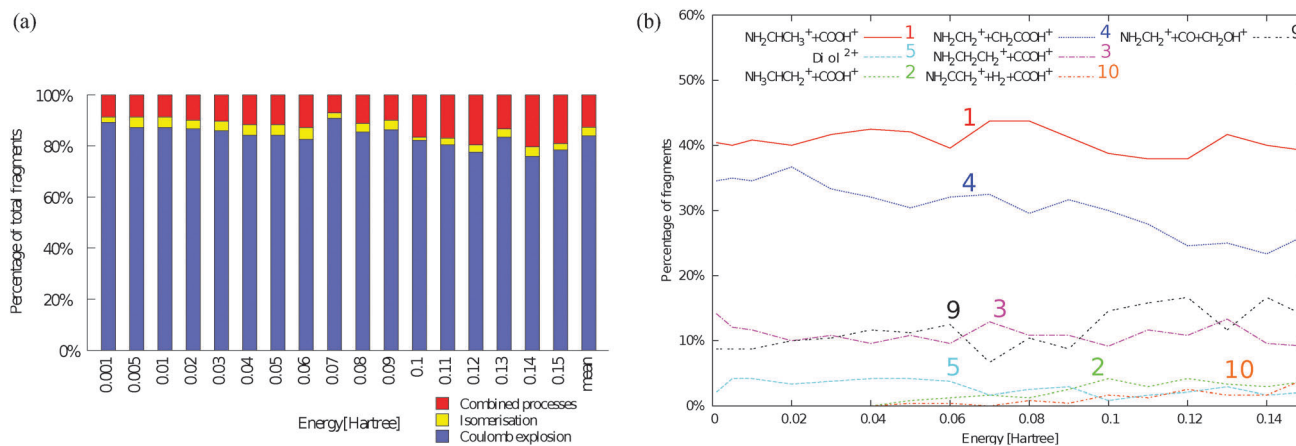 (a)
100%
80%
60%
40%
20%
0%
Percentage of total fragments
0.001
0.005
0.01
0.02
0.03
0.04
0.05
0.06
0.07
0.08
0.09
0.1
0.11
0.12
0.13
0.14
0.15
mean
Energy[Hartree]
Combined processes
Isomerisation
Coulomb explosion
(b)
60%
50%
40%
30%
20%
10%
0%
Percentage of fragments
NH₂CHCH₃⁺+COOH⁺ 1 NH₂CH₂⁺+CH₂COOH⁺ 4 NH₂CH₂⁺+CO+CH₂OH⁺ 9
Diol ²⁺ 5 NH₂CH₂CH₂⁺+COOH⁺ 3
NH₃CHCH₂⁺+COOH⁺ 2 NH₂CCH₂⁺+H₂+COOH⁺ 10
1
4
9 3
5 2 10
0 0.02 0.04 0.06 0.08 0.1 0.12 0.14
Energy [Hartree]